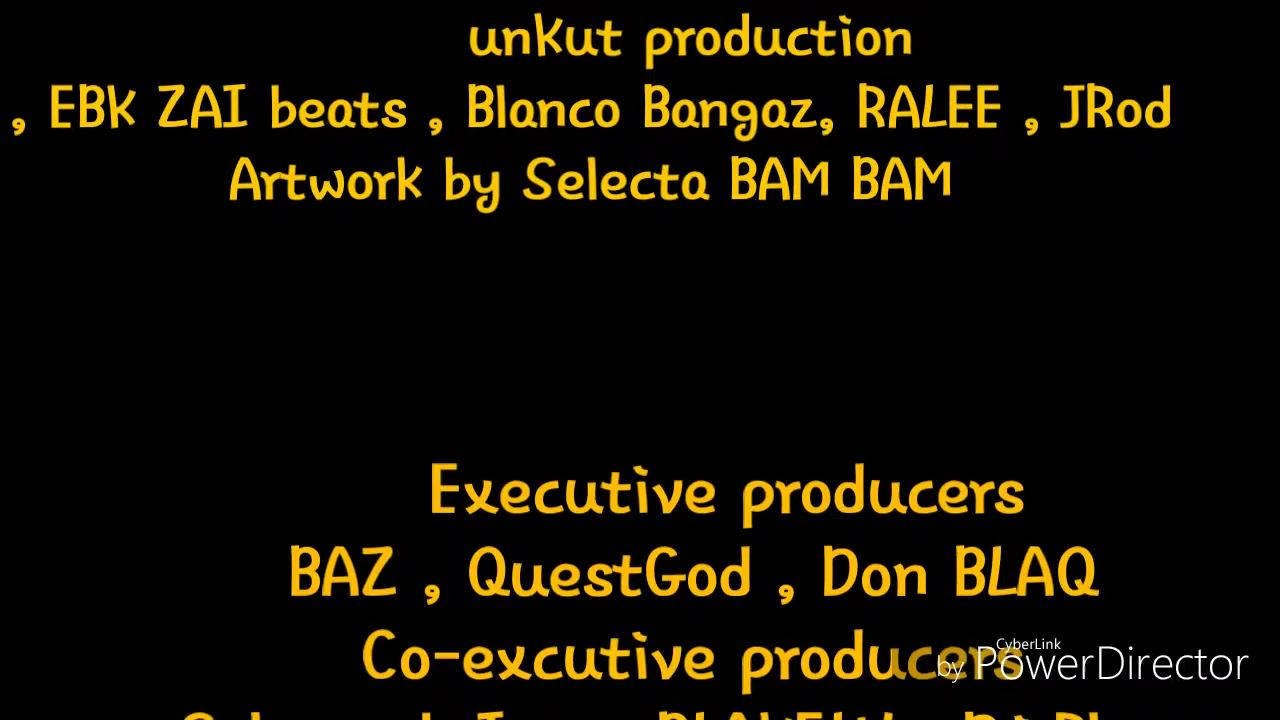 unKut production
, EBK ZAI beats , Blanco Bangaz, RALEE , JRod
Artwork by Selecta BAM BAM
Executive producers
BAZ , QuestGod , Don BLAQ
Co-excutive producers
CyberLink
by PowerDirector